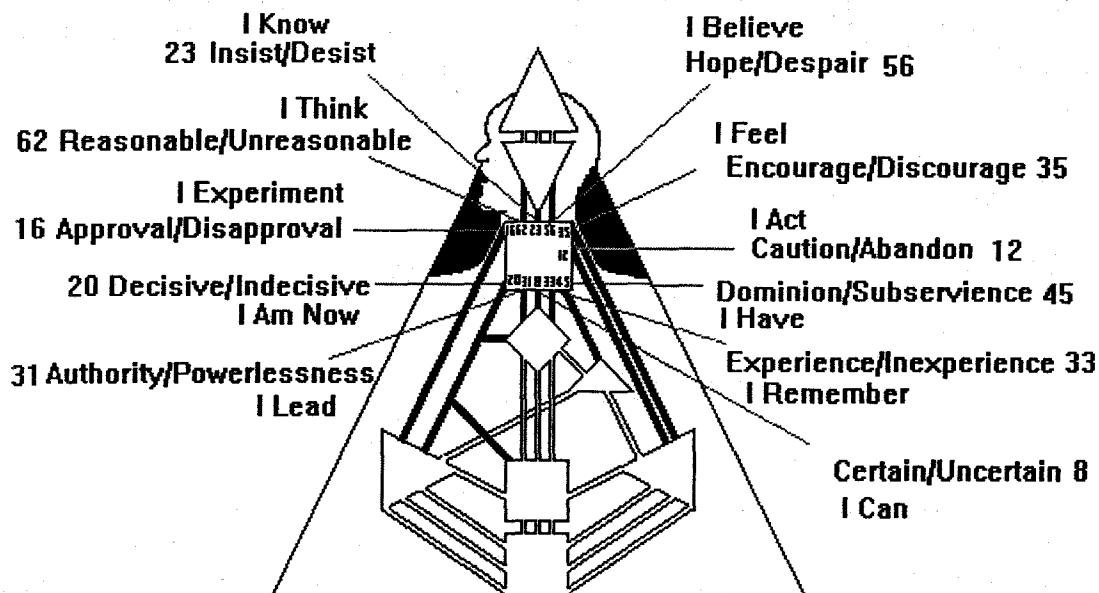 I Know
23 Insist/Desist
I Think
62 Reasonable/Unreasonable
I Experiment
16 Approval/Disapproval
20 Decisive/Indecisive
I Am Now
31 Authority/Powerlessness
I Lead
I Believe
Hope/Despair 56
I Feel
Encourage/Discourage 35
I Act
Caution/Abandon 12
Dominion/Subservience 45
I Have
Experience/Inexperience 33
I Remember
Certain/Uncertain 8
I Can